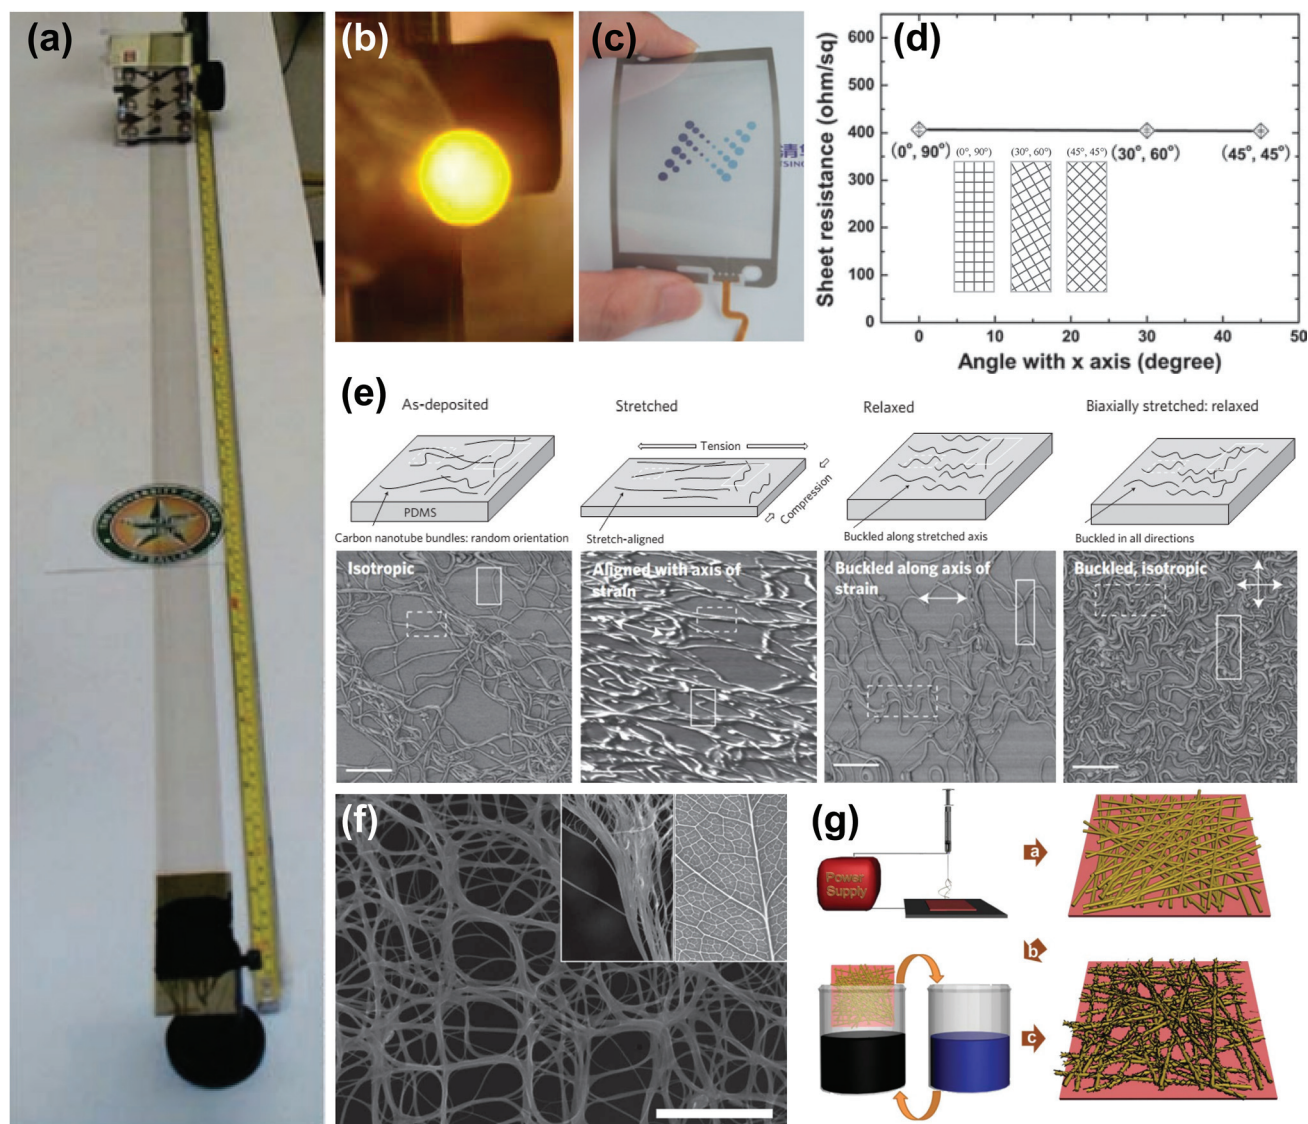 (a)
(b)
(c)
清华
TSING
(d)
Sheet resistance (ohm/sq)
600
500
400
300
200
100
0
(0°, 90°)
(30°, 60°)
(45°, 45°)
(0°, 90°)
(30°, 60°)
(45°, 45°)
0
10
20
30
40
50
Angle with x axis (degree)
(e)
As-deposited
Stretched
Relaxed
Biaxially stretched: relaxed
Tension
Compression
PDMS
Carbon nanotube bundles: random orientation
Stretch-aligned
Buckled along stretched axis
Buckled in all directions
Isotropic
Aligned with axis of
strain
Buckled along axis of
strain
Buckled, isotropic
(f)
(g)
Power
Supply
a
b
c